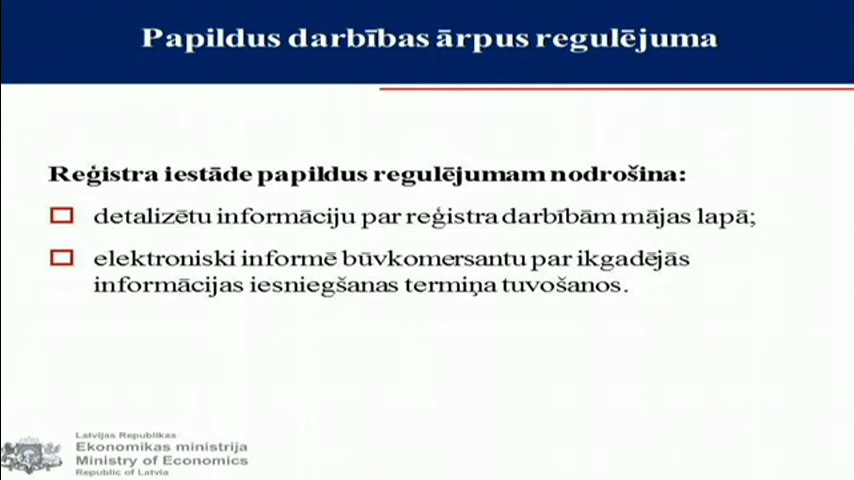 Papildus darbības ārpus regulējuma
Reģistra iestāde papildus regulējumam nodrošina:
detalizētu informāciju par reģistra darbībām mājas lapā;
elektroniski informē būvkomersantu par ikgadējās
informācijas iesniegšanas termiņa tuvošanos.
Latvijas Republikas
Ekonomikas ministrija
Ministry of Economics
Republic of Latvia